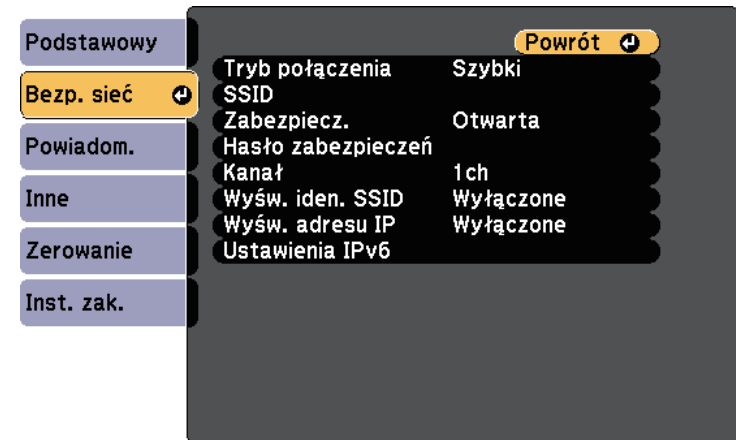 Podstawowy
Bezp. sieć
Powiadom.
Inne
Zerowanie
Inst. zak.
Powrót
Tryb połączenia Szybki
SSID
Zabezpiecz. Otwarta
Hasło zabezpieczeń
Kanał 1ch
Wyśw. iden. SSID Wyłączone
Wyśw. adresu IP Wyłączone
Ustawienia IPv6